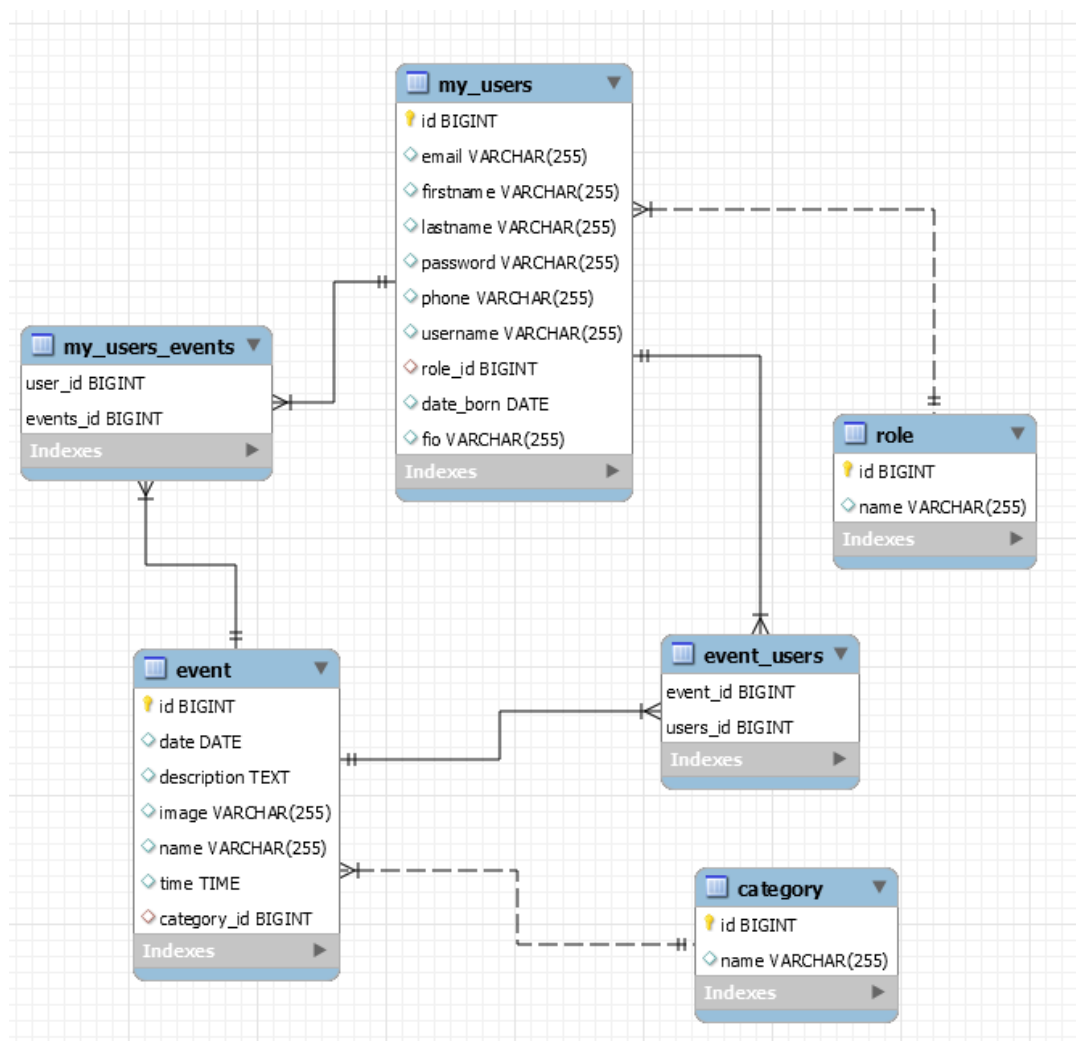 my_users
id BIGINT
email VARCHAR(255)
firstname VARCHAR(255)
lastname VARCHAR(255)
password VARCHAR(255)
phone VARCHAR(255)
username VARCHAR(255)
role_id BIGINT
date_born DATE
fio VARCHAR(255)
Indexes
my_users_events
user_id BIGINT
events_id BIGINT
Indexes
role
id BIGINT
name VARCHAR(255)
Indexes
event
id BIGINT
date DATE
description TEXT
image VARCHAR(255)
name VARCHAR(255)
time TIME
category_id BIGINT
Indexes
event_users
event_id BIGINT
users_id BIGINT
Indexes
category
id BIGINT
name VARCHAR(255)
Indexes